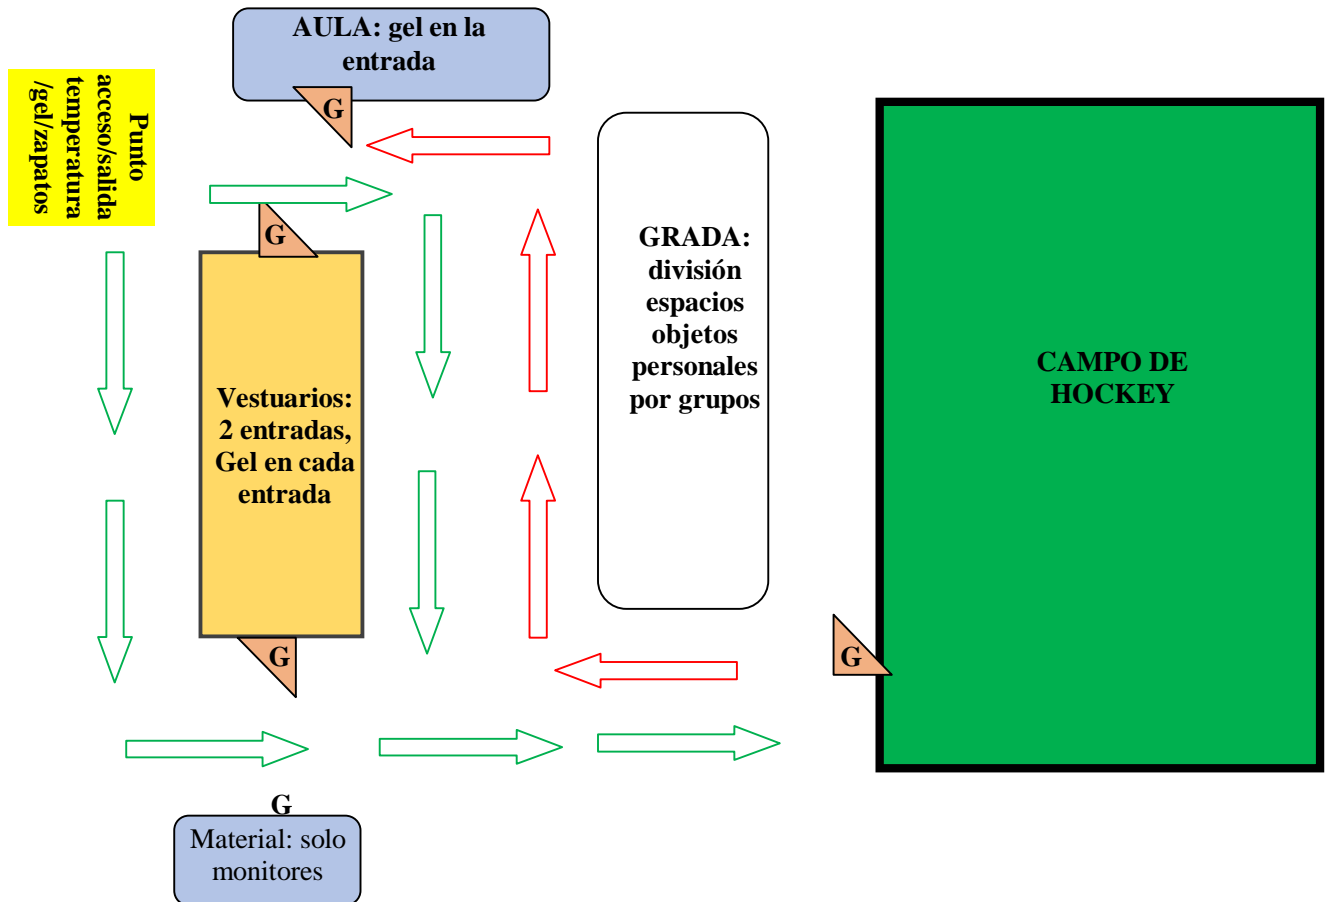 AULA: gel en la
entrada
G
Punto
acceso/salida
temperatura
/gel/zapatos
G
GRADA:
división
espacios
objetos
personales
por grupos
CAMPO DE
HOCKEY
Vestuarios:
2 entradas,
Gel en cada
entrada
G
G
G
Material: solo
monitores